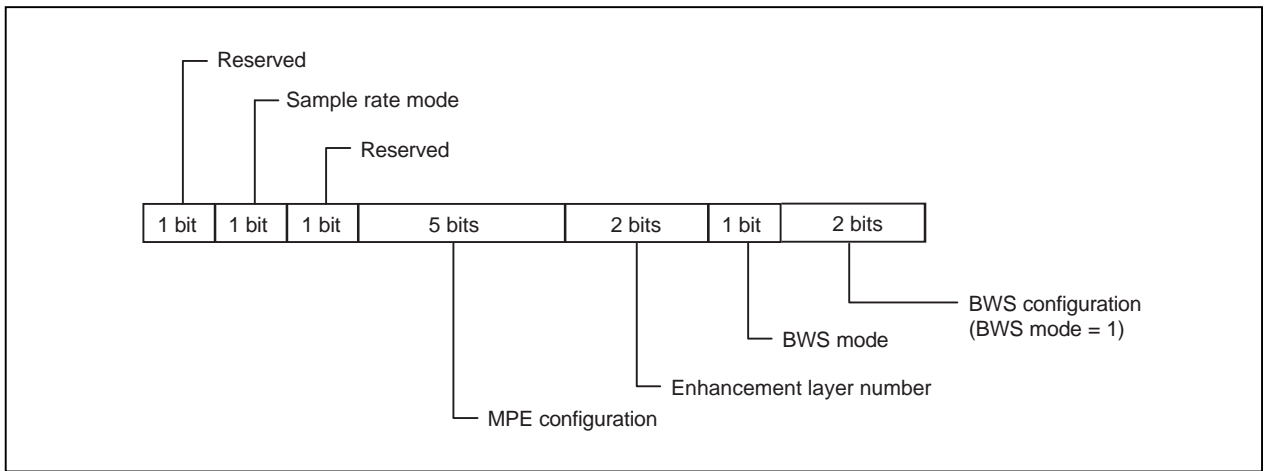 Reserved
Sample rate mode
Reserved
1 bit
1 bit
1 bit
5 bits
2 bits
1 bit
2 bits
BWS configuration
(BWS mode = 1)
BWS mode
Enhancement layer number
MPE configuration